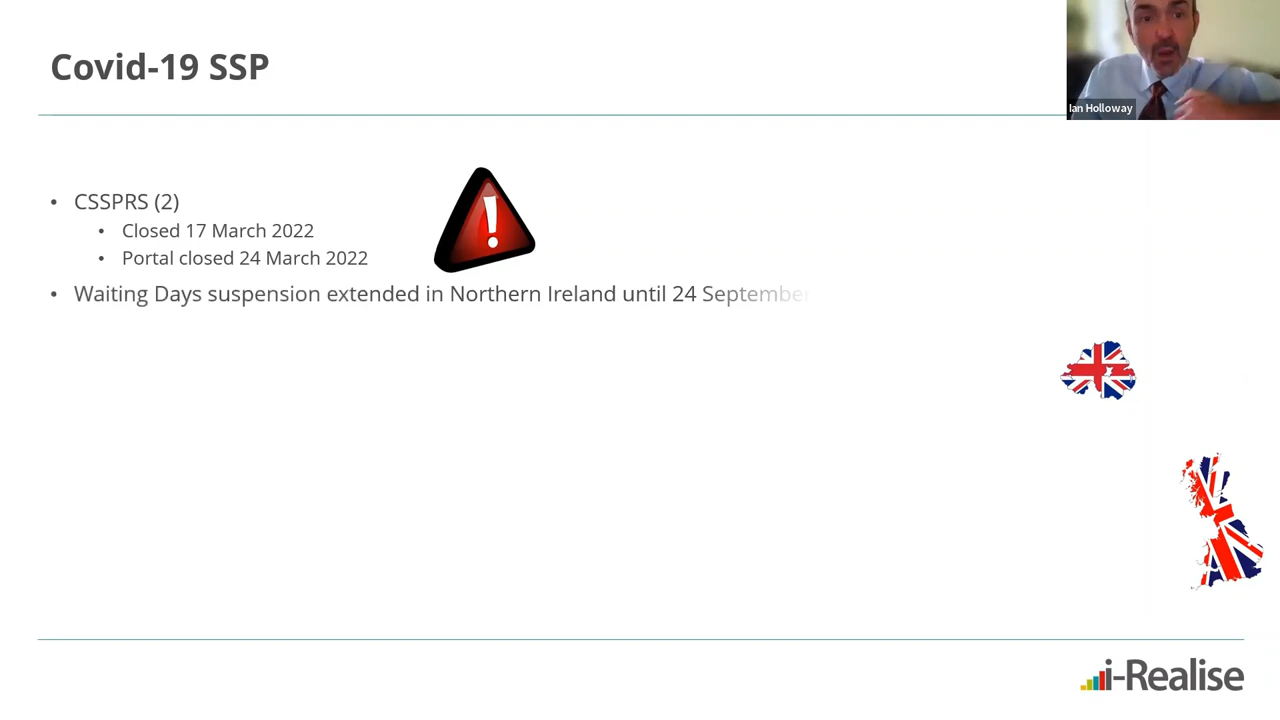 Covid-19 SSP
Ian Holloway
• CSSPRS (2)
• Closed 17 March 2022
• Portal closed 24 March 2022
• Waiting Days suspension extended in Northern Ireland until 24 September
i-Realise